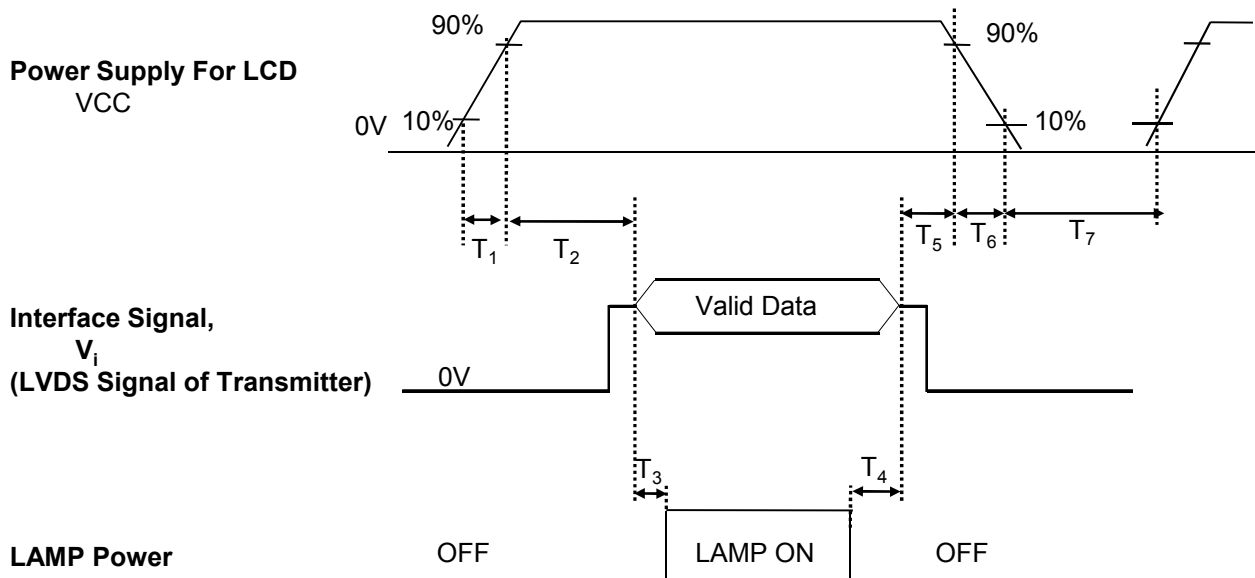 90%
90%
Power Supply For LCD
VCC
0V
10%
10%
T1
T2
T5
T6
T7
Valid Data
Interface Signal,
Vi
(LVDS Signal of Transmitter)
0V
T3
T4
LAMP Power
OFF
LAMP ON
OFF